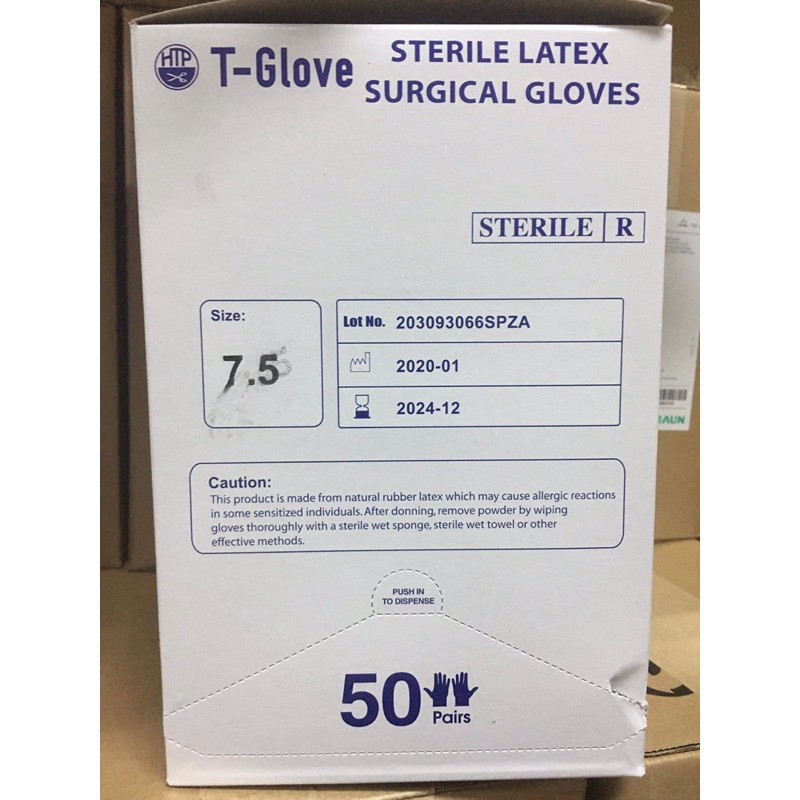 HTP
T-Glove
STERILE LATEX
SURGICAL GLOVES
STERILE R
Size:
7.5
Lot No. 203093066SPZA
2020-01
2024-12
Caution:
This product is made from natural rubber latex which may cause allergic reactions
in some sensitized individuals. After donning, remove powder by wiping
gloves thoroughly with a sterile wet sponge, sterile wet towel or other
effective methods.
PUSH IN
TO DISPENSE
50
Pairs
RAUN